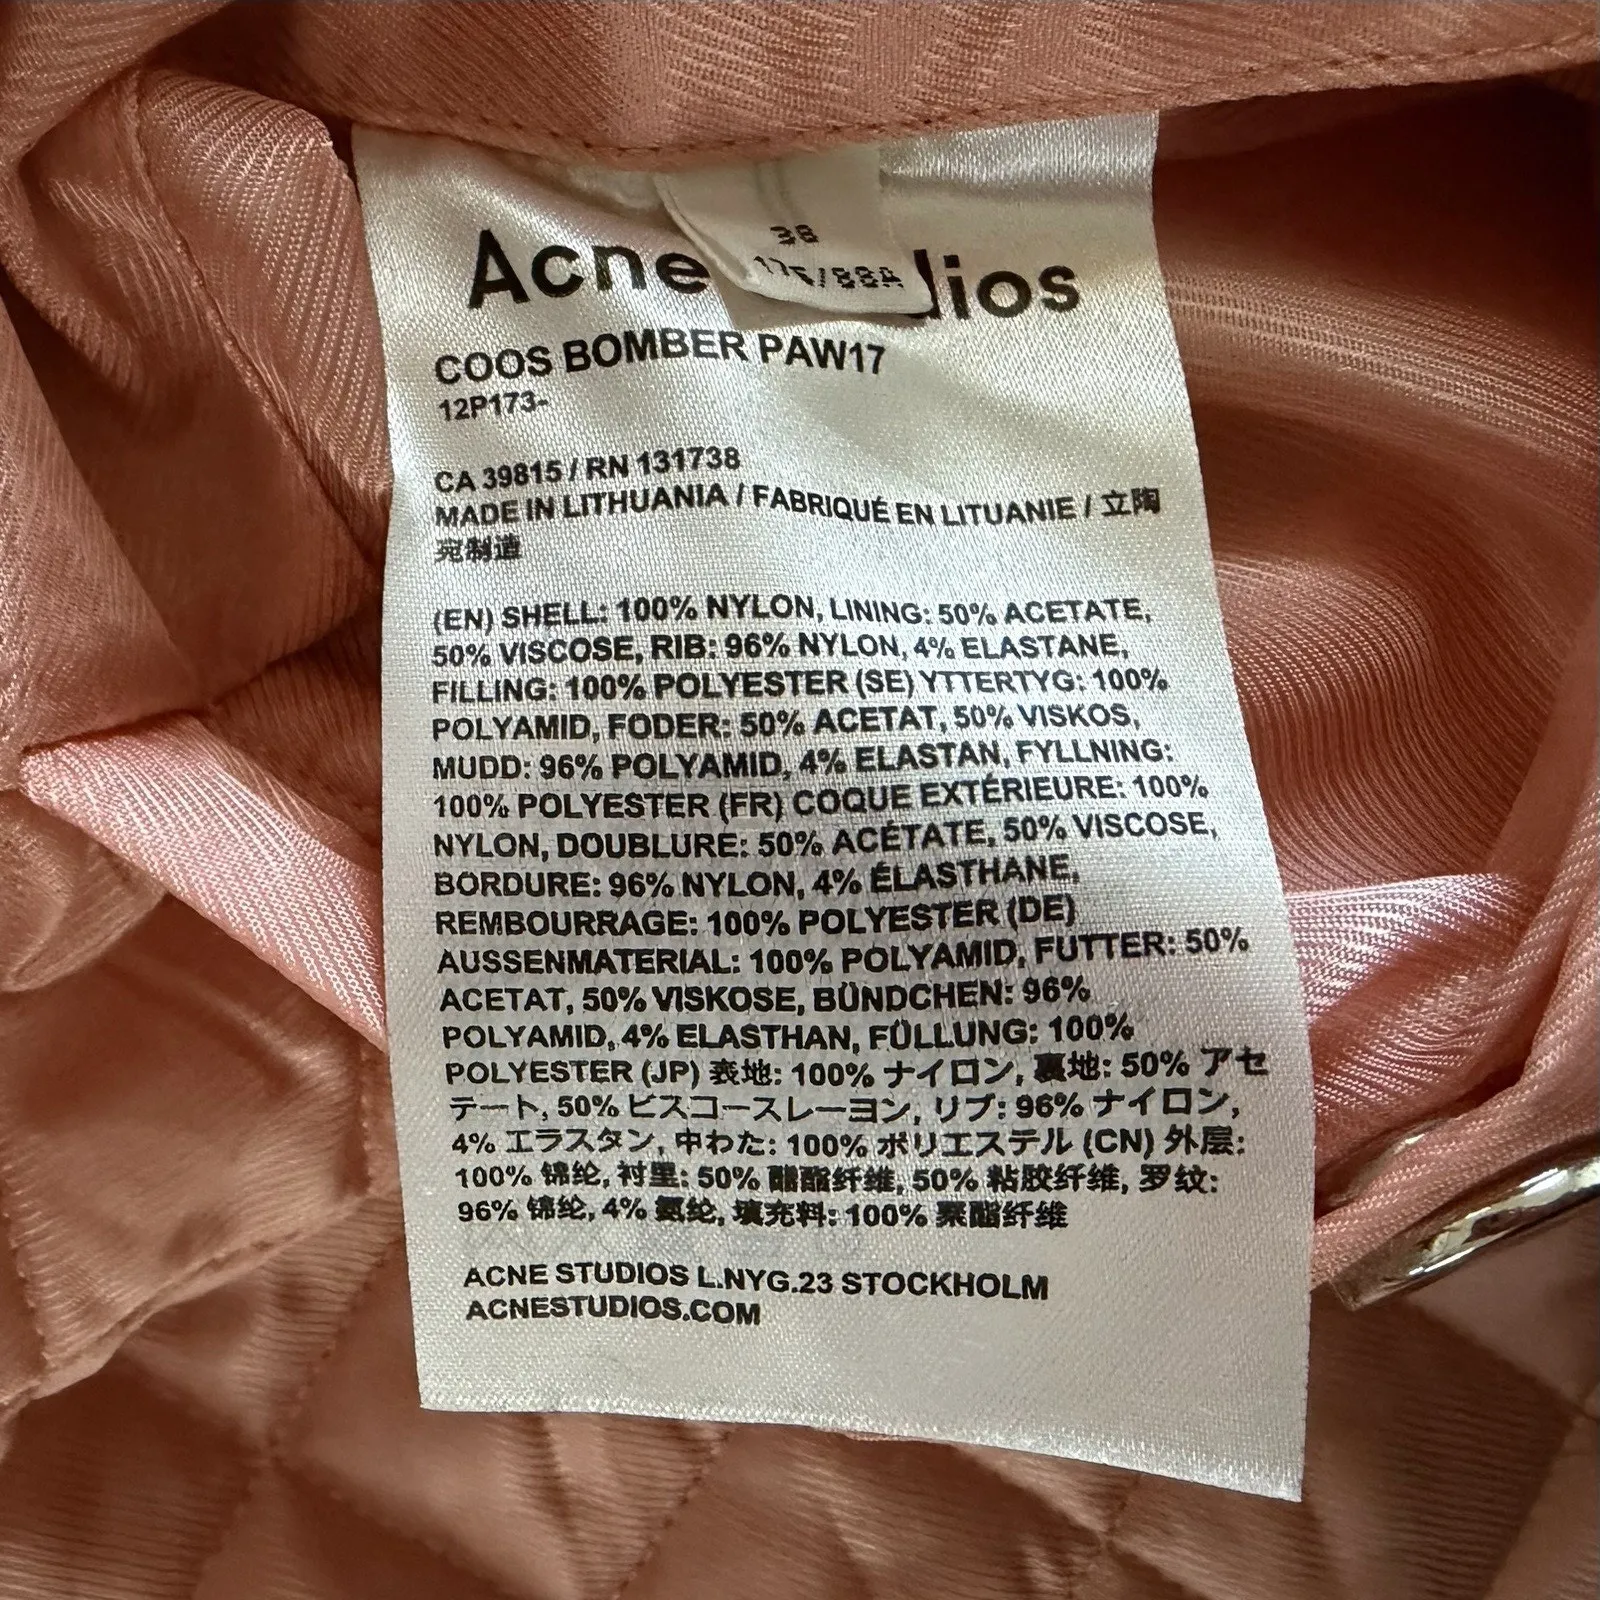 38
/88A
Acne
COOS BOMBER PAW17
12P173-
CA 39815 / RN 131738
MADE IN LITHUANIA / FABRIQUÉ EN LITUANIE / 立陶
宛制造
(EN) SHELL: 100% NYLON, LINING: 50% ACETATE,
50% VISCOSE, RIB: 96% NYLON, 4% ELASTANE,
FILLING: 100% POLYESTER (SE) YTTERTYG: 100%
POLYAMID, FODER: 50% ACETAT, 50% VISKOS,
MUDD: 96% POLYAMID, 4% ELASTAN, FYLLNING:
100% POLYESTER (FR) COQUE EXTÉRIEURE: 100%
NYLON, DOUBLURE: 50% ACÉTATE, 50% VISCOSE,
BORDURE: 96% NYLON, 4% ÉLASTHANE,
REMBOURRAGE: 100% POLYESTER (DE)
AUSSENMATERIAL: 100% POLYAMID, FUTTER: 50%
ACETAT, 50% VISKOSE, BÜNDCHEN: 96%
POLYAMID, 4% ELASTHAN, FÜLLUNG: 100%
POLYESTER (JP) 表地: 100% ナイロン, 裏地: 50% アセ
テート, 50% ビスコースレーヨン, リブ: 96% ナイロン,
4% エラスタン, 中わた: 100% ポリエステル (CN) 外层:
100% 锦纶, 衬里: 50% 醋酯纤维, 50% 粘胶纤维, 罗纹:
96% 锦纶, 4% 氨纶, 填充料: 100% 聚酯纤维
ACNE STUDIOS L.NYG.23 STOCKHOLM
ACNESTUDIOS.COM